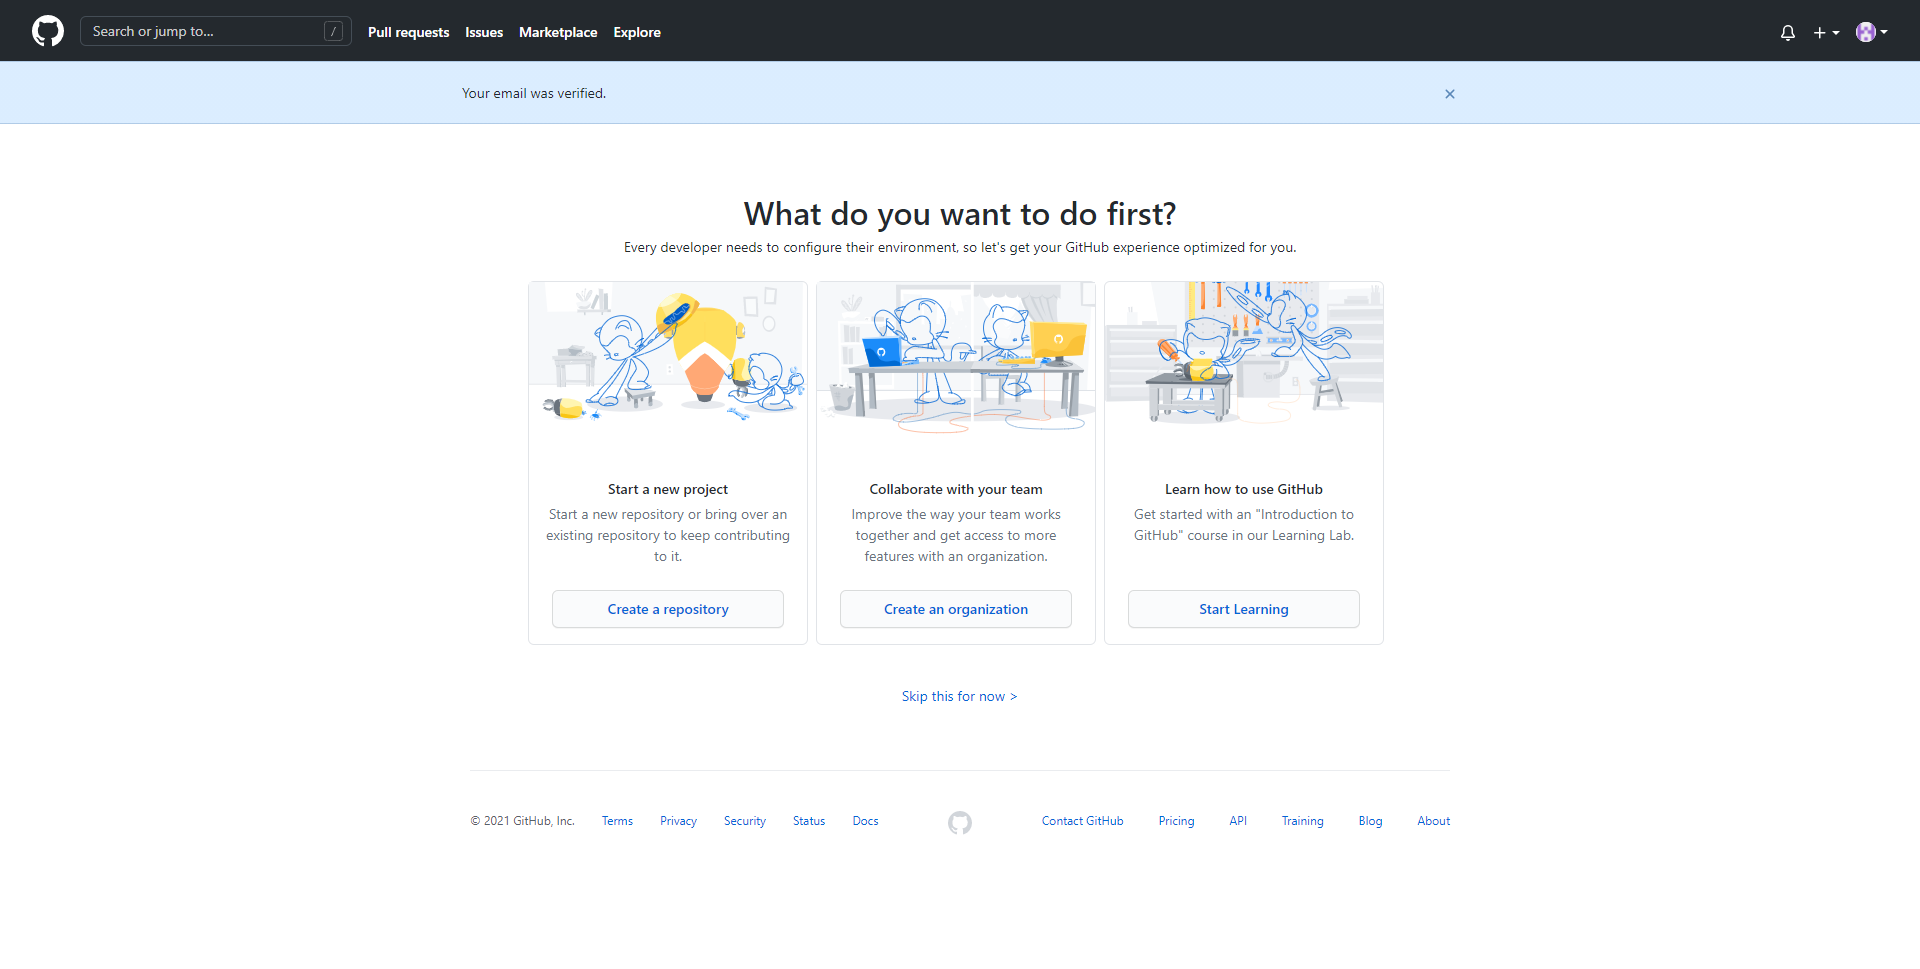 Search or jump to... /
Pull requests
Issues
Marketplace
Explore
Your email was verified.
What do you want to do first?
Every developer needs to configure their environment, so let's get your GitHub experience optimized for you.
Start a new project
Start a new repository or bring over an
existing repository to keep contributing
to it.
Create a repository
Collaborate with your team
Improve the way your team works
together and get access to more
features with an organization.
Create an organization
Learn how to use GitHub
Get started with an "Introduction to
GitHub" course in our Learning Lab.
Start Learning
Skip this for now >
© 2021 GitHub, Inc.
Terms
Privacy
Security
Status
Docs
Contact GitHub
Pricing
API
Training
Blog
About